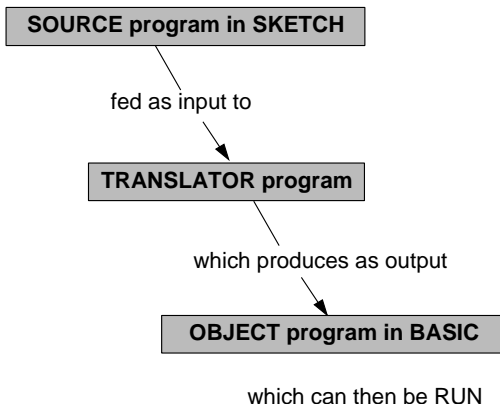 SOURCE program in SKETCH
fed as input to
TRANSLATOR program
which produces as output
OBJECT program in BASIC
which can then be RUN